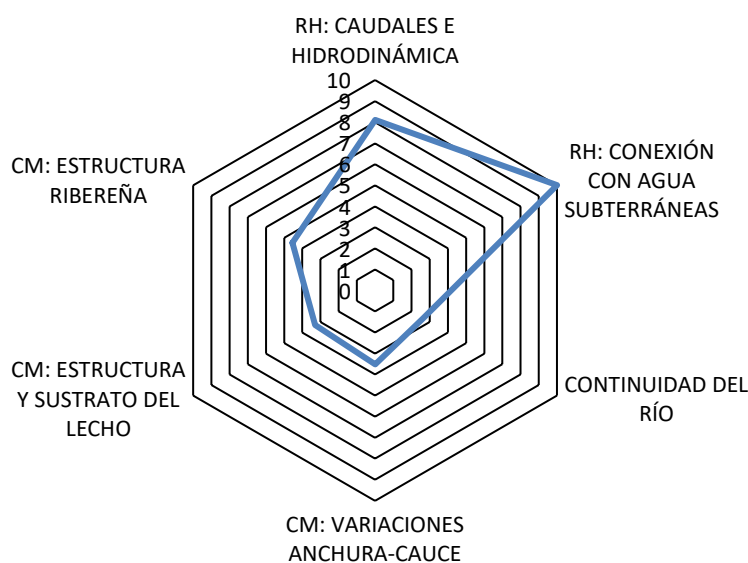 RH: CAUDALES E
HIDRODINÁMICA
10
9
8
7
6
5
4
3
2
1
0
RH: CONEXIÓN
CON AGUA
SUBTERRÁNEAS
CONTINUIDAD DEL
RÍO
CM: VARIACIONES
ANCHURA-CAUCE
CM: ESTRUCTURA
Y SUSTRATO DEL
LECHO
CM: ESTRUCTURA
RIBEREÑA